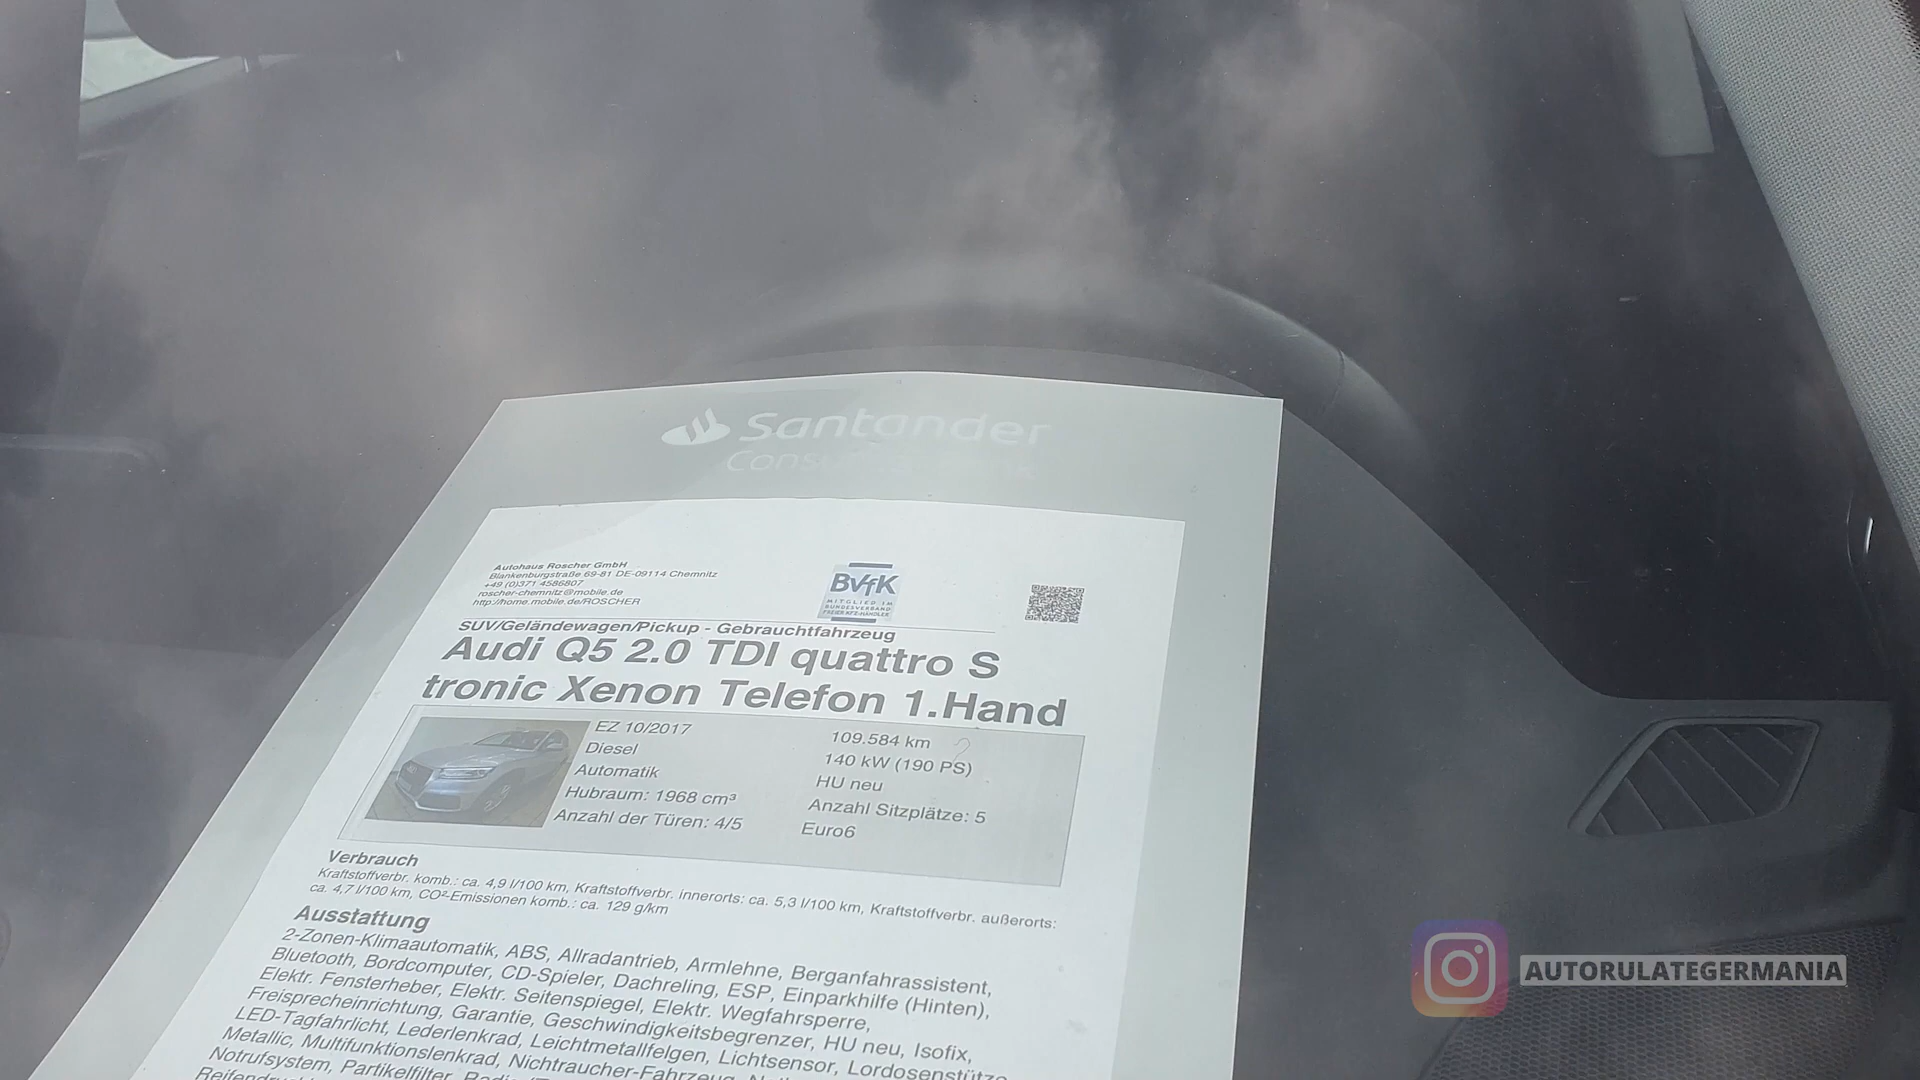 Santander
Autohaus Roscher GmbH
Blankenburgstraße 69-81 DE-09114 Chemnitz
+49 (0)371 4586807
roscher-chemnitz@mobile.de
http://home.mobile.de/ROSCHER
BVfK
MITGLIED IM
BUNDESVERBAND
FREIER KFZ-HÄNDLER
SUV/Geländewagen/Pickup - Gebrauchtfahrzeug
Audi Q5 2.0 TDI quattro S
tronic Xenon Telefon 1.Hand
EZ 10/2017
Diesel
Automatik
Hubraum: 1968 cm³
Anzahl der Türen: 4/5
109.584 km
140 kW (190 PS)
HU neu
Anzahl Sitzplätze: 5
Euro6
Verbrauch
Kraftstoffverbr. komb.: ca. 4,9 l/100 km, Kraftstoffverbr. innerorts: ca. 5,3 l/100 km, Kraftstoffverbr. außerorts:
ca. 4,7 l/100 km, CO²-Emissionen komb.: ca. 129 g/km
Ausstattung
2-Zonen-Klimaautomatik, ABS, Allradantrieb, Armlehne, Berganfahrassistent,
Bluetooth, Bordcomputer, CD-Spieler, Dachreling, ESP, Einparkhilfe (Hinten),
Elektr. Fensterheber, Elektr. Seitenspiegel, Elektr. Wegfahrsperre,
Freisprecheinrichtung, Garantie, Geschwindigkeitsbegrenzer, HU neu, Isofix,
LED-Tagfahrlicht, Lederlenkrad, Leichtmetallfelgen, Lichtsensor, Lordosenstütze
Metallic, Multifunktionslenkrad, Nichtraucher-Fahrzeug,
Notrufsystem, Partikelfilter,
AUTORULATEGERMANIA